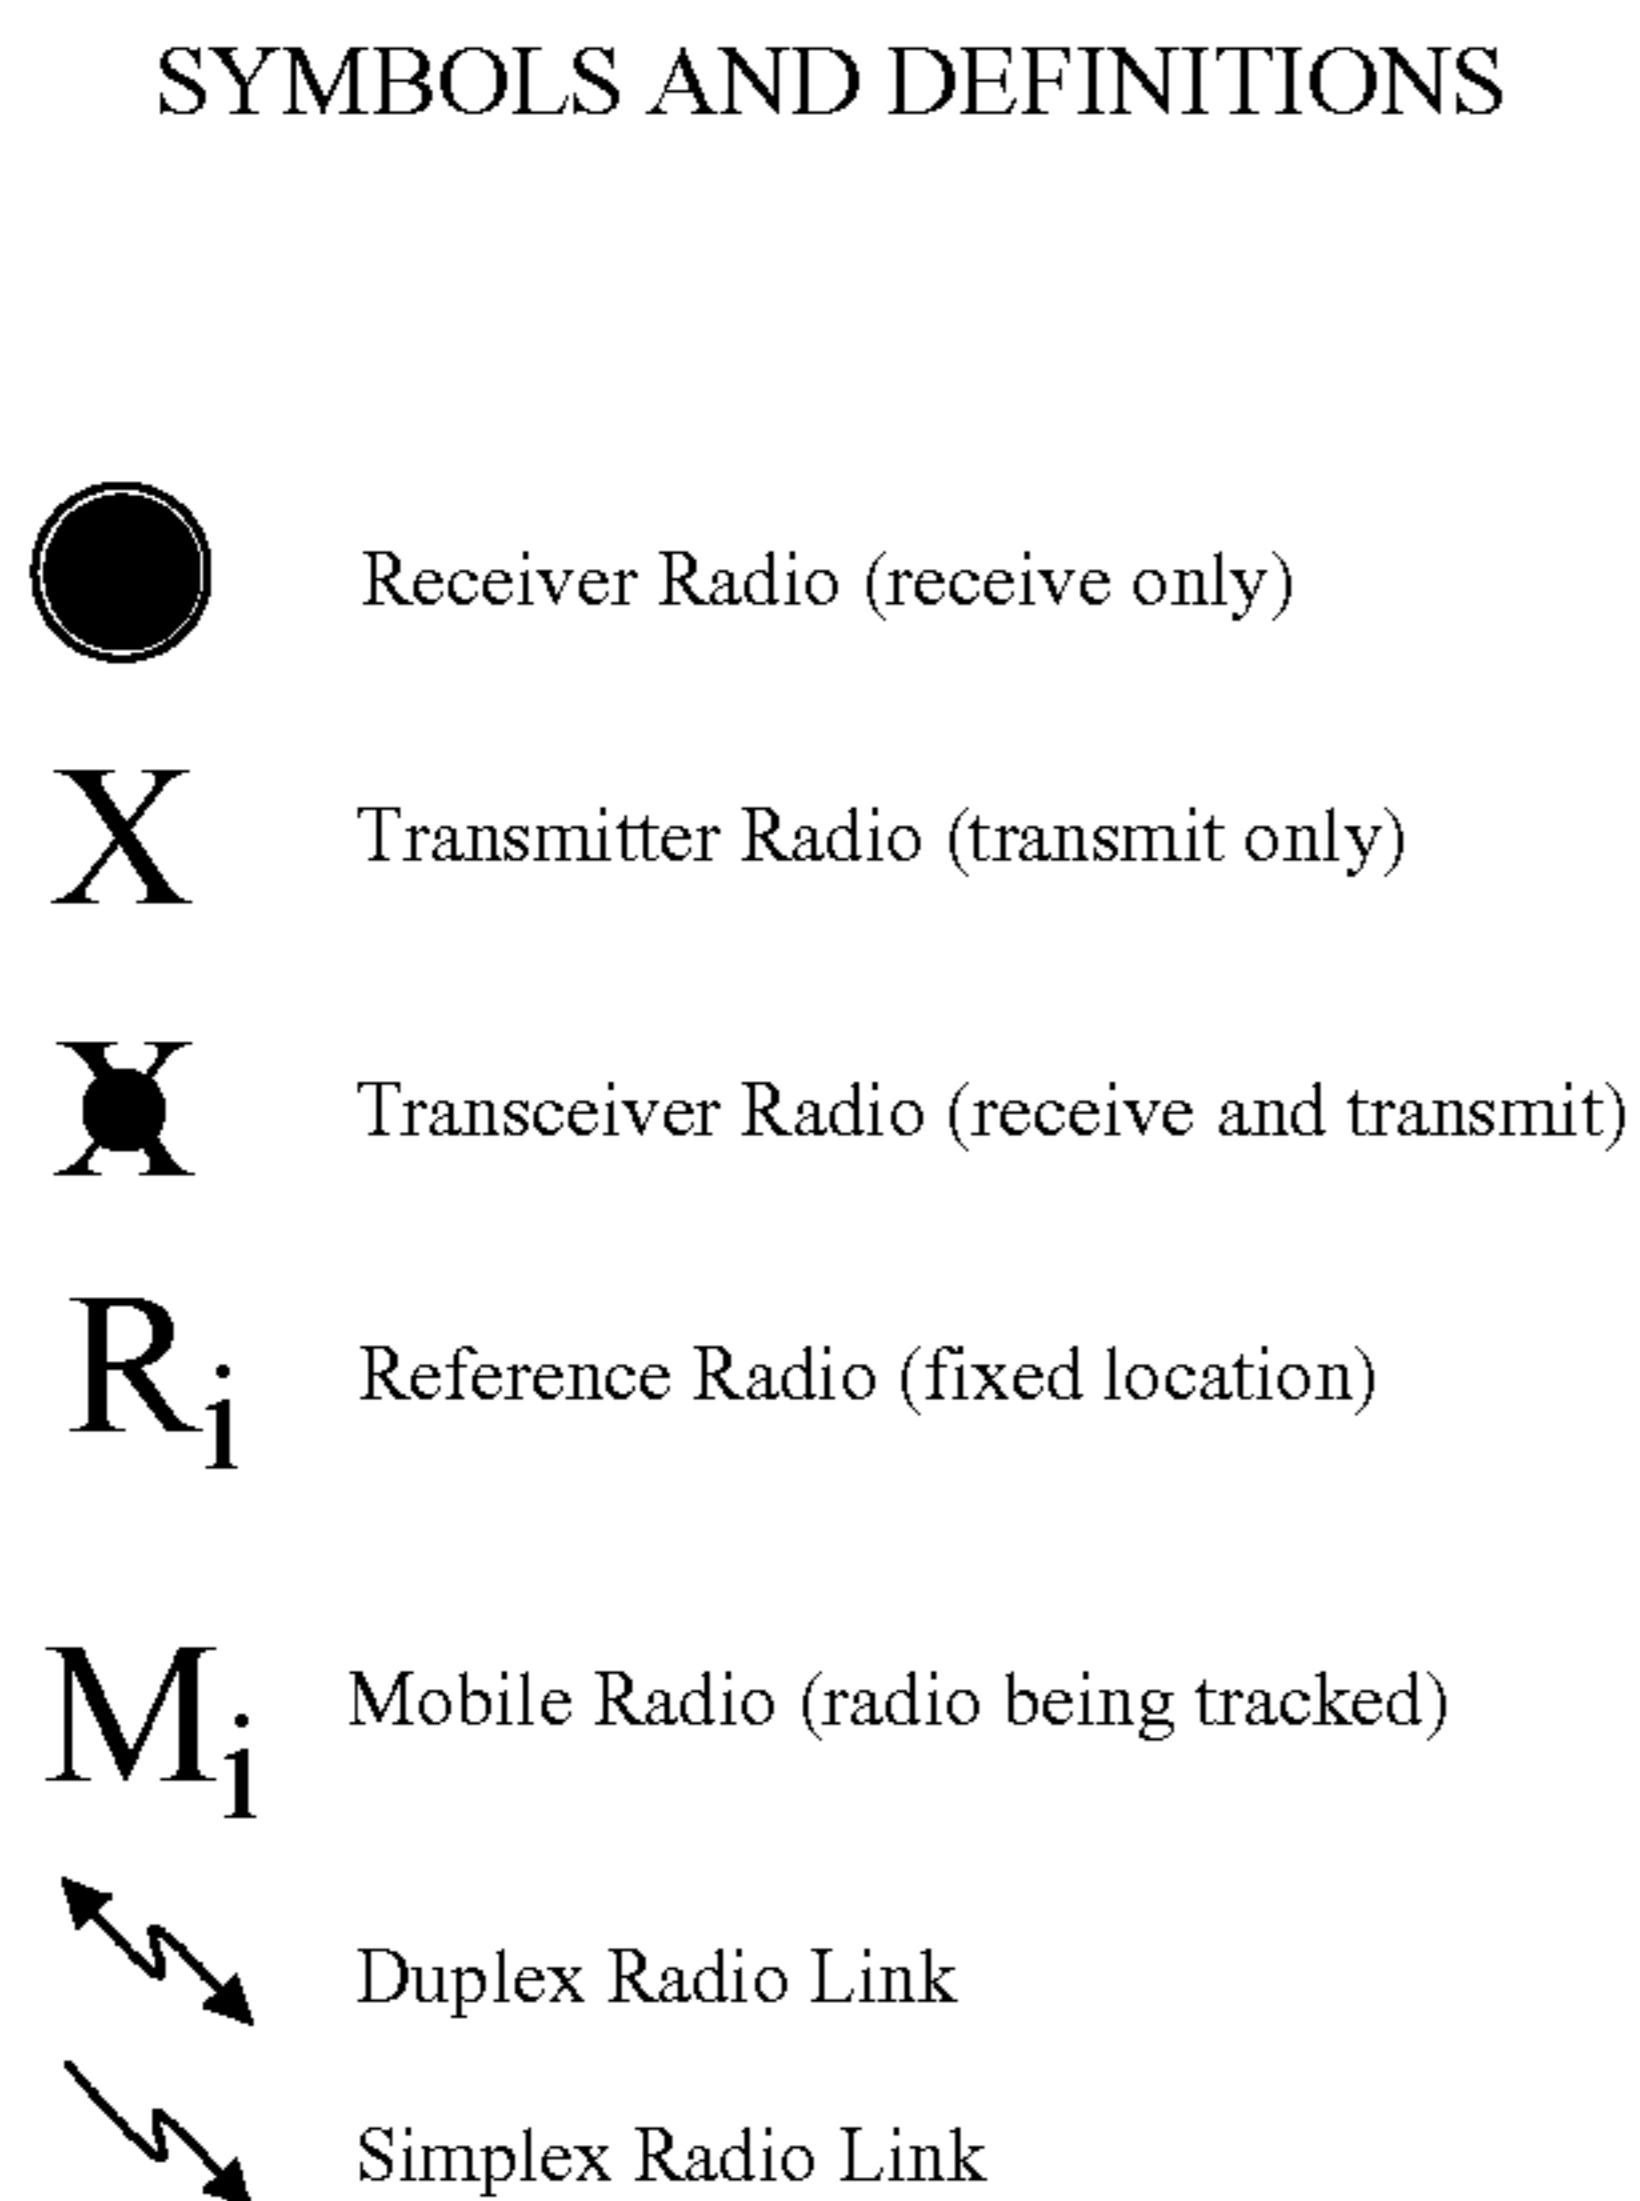 SYMBOLS AND DEFINITIONS
Receiver Radio (receive only)
X Transmitter Radio (transmit only)
X Transceiver Radio (receive and transmit)
Ri Reference Radio (fixed location)
Mi Mobile Radio (radio being tracked)
Duplex Radio Link
Simplex Radio Link